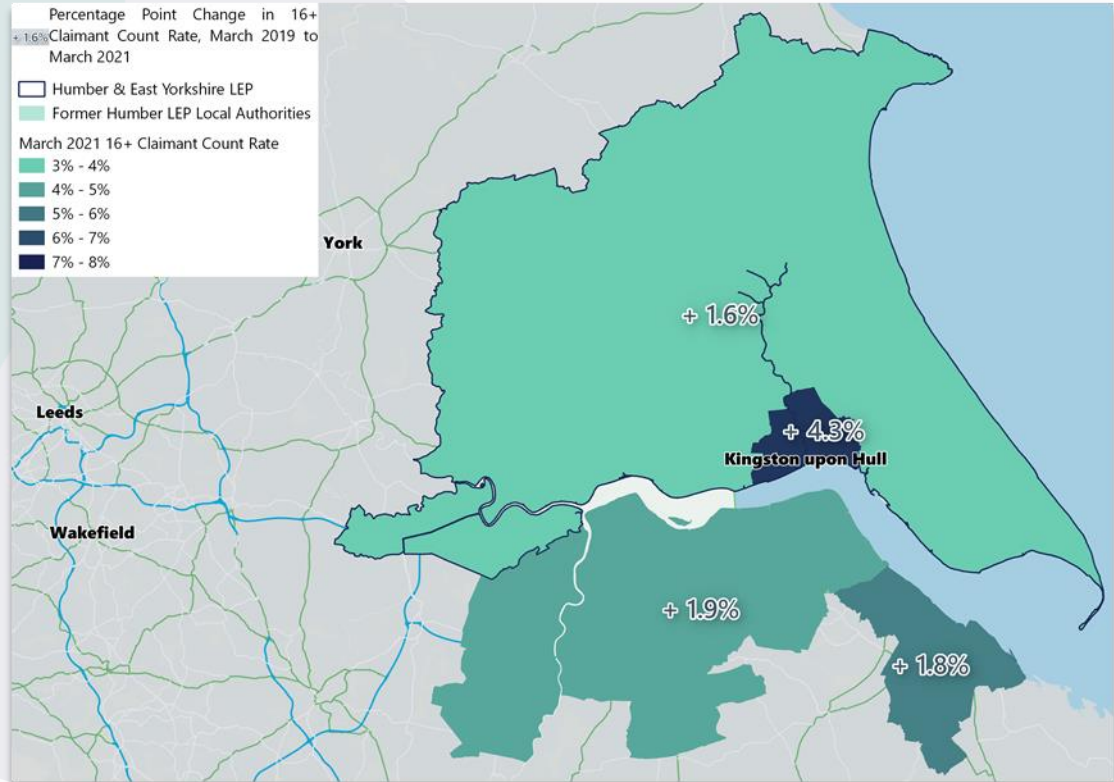 Percentage Point Change in 16+
+ 1.6% Claimant Count Rate, March 2019 to
March 2021
Humber & East Yorkshire LEP
Former Humber LEP Local Authorities
March 2021 16+ Claimant Count Rate
3% - 4%
4% - 5%
5% - 6%
6% - 7%
7% - 8%
York
+ 1.6%
Leeds
+ 4.3%
Kingston upon Hull
Wakefield
+ 1.9%
+ 1.8%